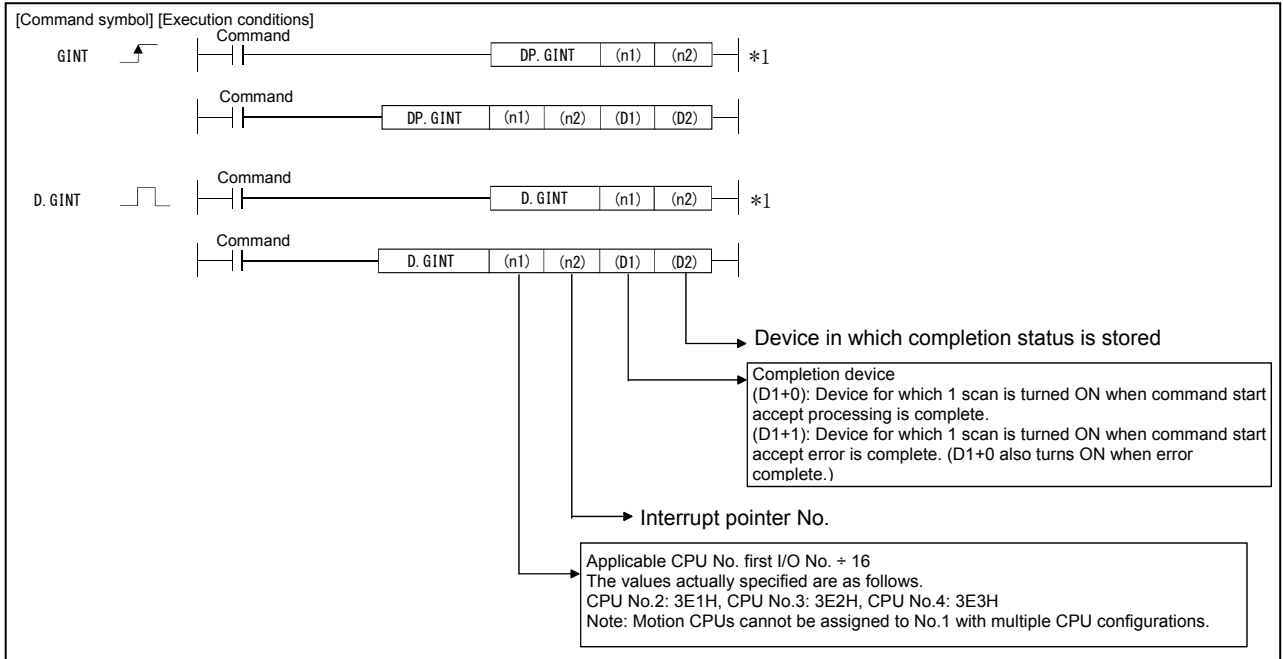 [Command symbol] [Execution conditions]
Command
GINT DP. GINT (n1) (n2) *1
Command
DP. GINT (n1) (n2) (D1) (D2)
Command
D. GINT D. GINT (n1) (n2) *1
Command
D. GINT (n1) (n2) (D1) (D2)
Device in which completion status is stored
Completion device
(D1+0): Device for which 1 scan is turned ON when command start
accept processing is complete.
(D1+1): Device for which 1 scan is turned ON when command start
accept error is complete. (D1+0 also turns ON when error
complete.)
Interrupt pointer No.
Applicable CPU No. first I/O No. ÷ 16
The values actually specified are as follows.
CPU No.2: 3E1H, CPU No.3: 3E2H, CPU No.4: 3E3H
Note: Motion CPUs cannot be assigned to No.1 with multiple CPU configurations.